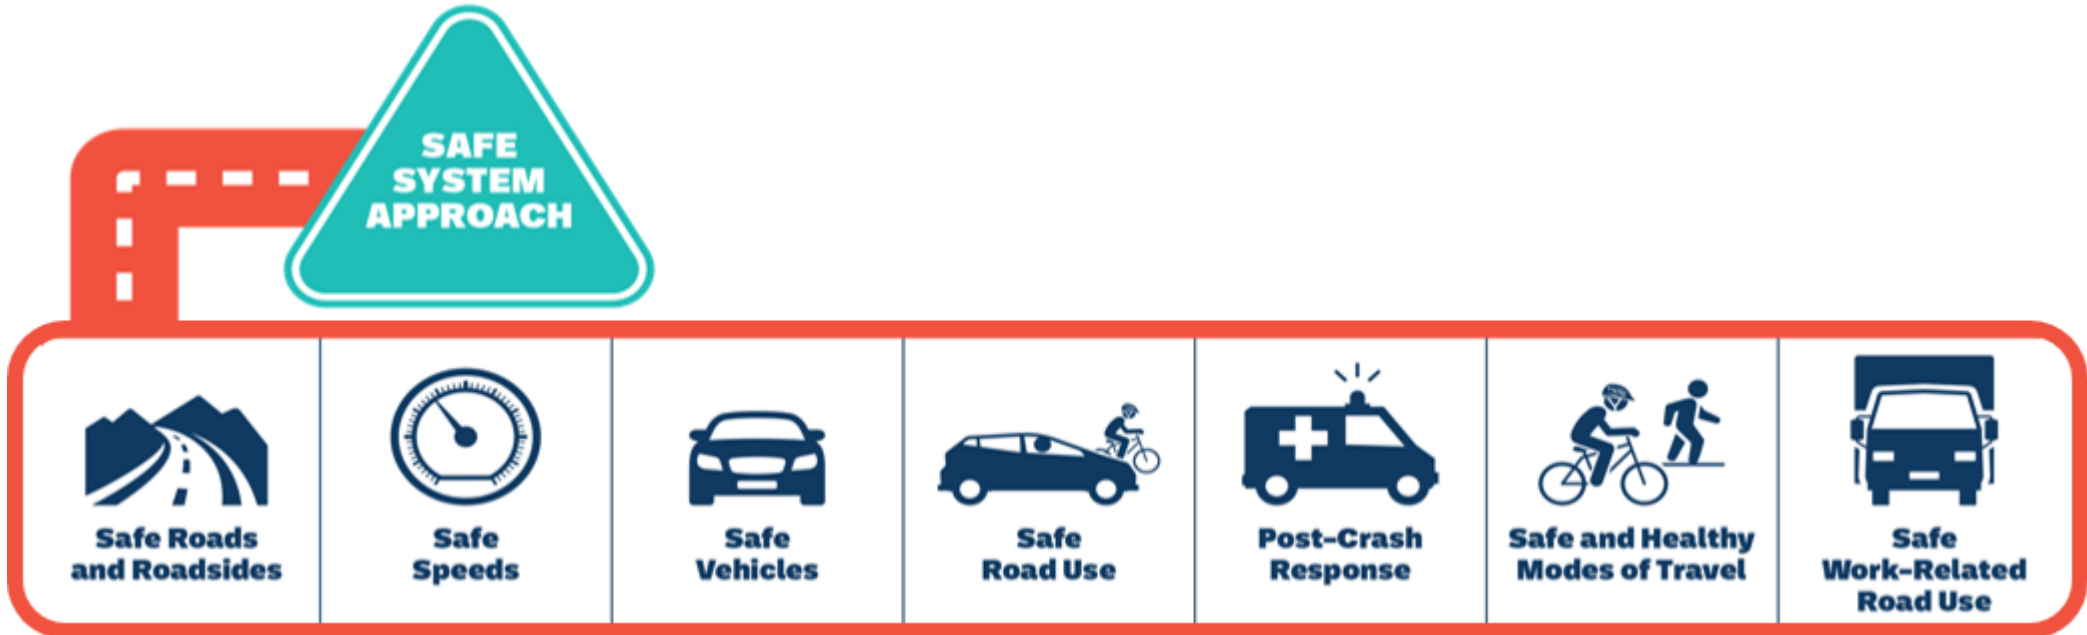 SAFE
SYSTEM
APPROACH
Safe Roads
and Roadsides
Safe
Speeds
Safe
Vehicles
Safe
Road Use
Post-Crash
Response
Safe and Healthy
Modes of Travel
Safe
Work-Related
Road Use